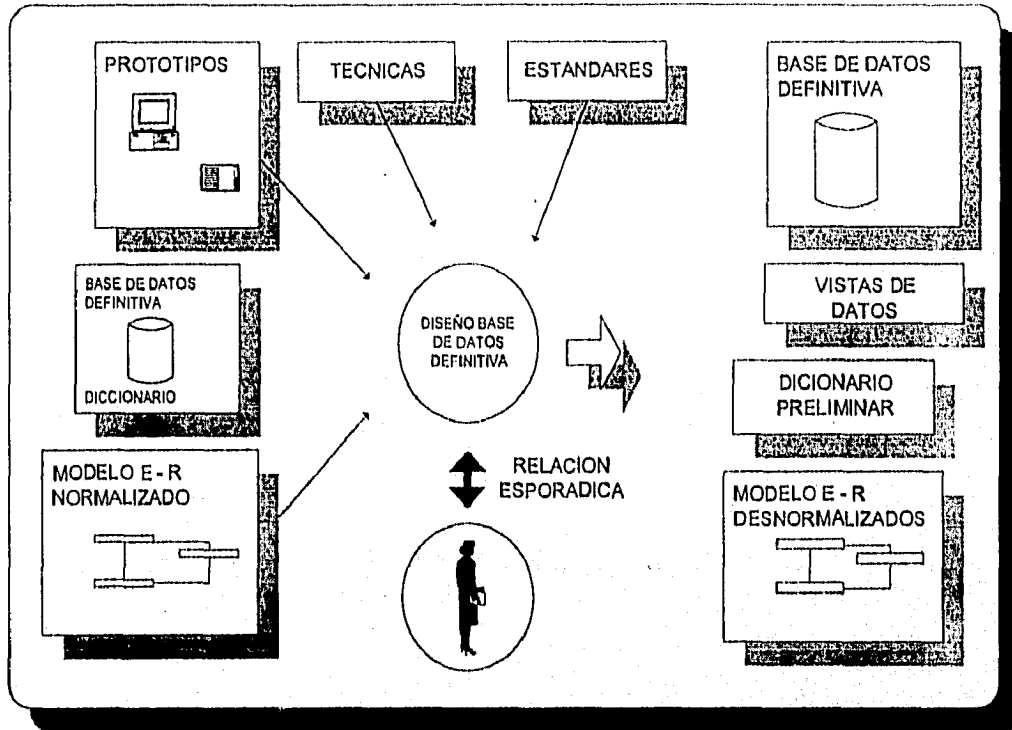 PROTOTIPOS
TECNICAS
ESTANDARES
BASE DE DATOS
DEFINITIVA
BASE DE DATOS
DEFINITIVA
DICCIONARIO
DISEÑO BASE
DE DATOS
DEFINITIVA
VISTAS DE
DATOS
DICIONARIO
PRELIMINAR
MODELO E - R
NORMALIZADO
RELACION
ESPORADICA
MODELO E - R
DESNORMALIZADOS